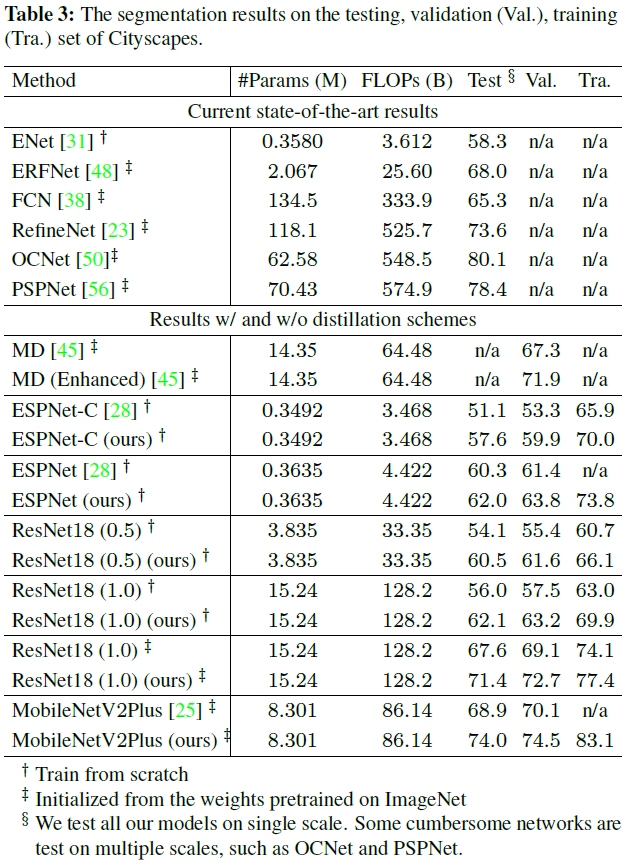 Table 3: The segmentation results on the testing, validation (Val.), training
(Tra.) set of Cityscapes.
Method #Params (M) FLOPs (B) Test § Val. Tra.
Current state-of-the-art results
ENet [31] † 0.3580 3.612 58.3 n/a n/a
ERFNet [48] ‡ 2.067 25.60 68.0 n/a n/a
FCN [38] ‡ 134.5 333.9 65.3 n/a n/a
RefineNet [23] ‡ 118.1 525.7 73.6 n/a n/a
OCNet [50]‡ 62.58 548.5 80.1 n/a n/a
PSPNet [56] ‡ 70.43 574.9 78.4 n/a n/a
Results w/ and w/o distillation schemes
MD [45] ‡ 14.35 64.48 n/a 67.3 n/a
MD (Enhanced) [45] ‡ 14.35 64.48 n/a 71.9 n/a
ESPNet-C [28] † 0.3492 3.468 51.1 53.3 65.9
ESPNet-C (ours) † 0.3492 3.468 57.6 59.9 70.0
ESPNet [28] † 0.3635 4.422 60.3 61.4 n/a
ESPNet (ours) † 0.3635 4.422 62.0 63.8 73.8
ResNet18 (0.5) † 3.835 33.35 54.1 55.4 60.7
ResNet18 (0.5) (ours) † 3.835 33.35 60.5 61.6 66.1
ResNet18 (1.0) † 15.24 128.2 56.0 57.5 63.0
ResNet18 (1.0) (ours) † 15.24 128.2 62.1 63.2 69.9
ResNet18 (1.0) ‡ 15.24 128.2 67.6 69.1 74.1
ResNet18 (1.0) (ours) ‡ 15.24 128.2 71.4 72.7 77.4
MobileNetV2Plus [25] ‡ 8.301 86.14 68.9 70.1 n/a
MobileNetV2Plus (ours) ‡ 8.301 86.14 74.0 74.5 83.1
† Train from scratch
‡ Initialized from the weights pretrained on ImageNet
§ We test all our models on single scale. Some cumbersome networks are
test on multiple scales, such as OCNet and PSPNet.